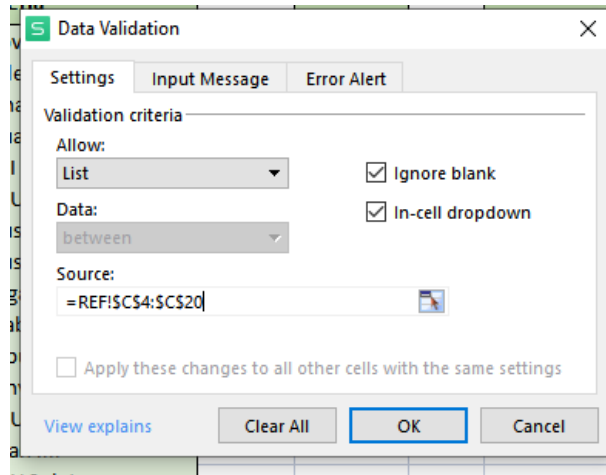 Data Validation
Settings Input Message Error Alert
Validation criteria
Allow:
List
Ignore blank
Data:
In-cell dropdown
between
Source:
=REF!$C$4:$C$20
Apply these changes to all other cells with the same settings
View explains Clear All OK Cancel